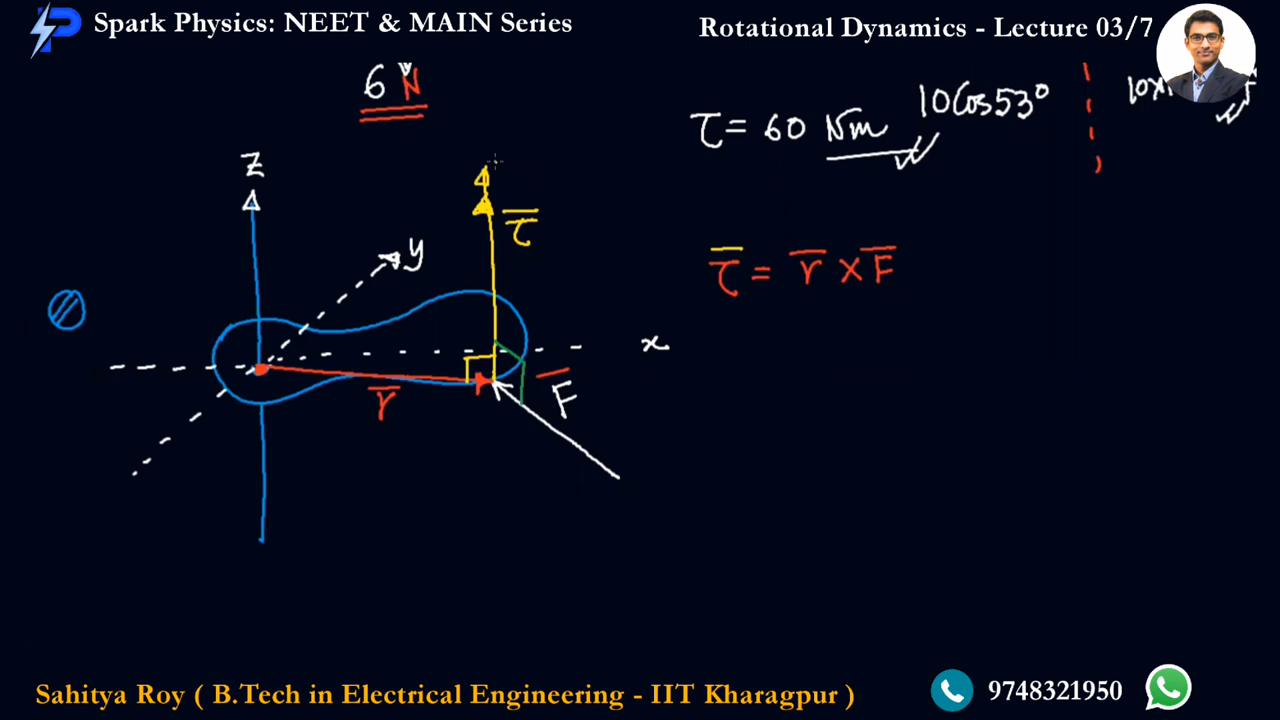 Spark Physics: NEET & MAIN Series
Rotational Dynamics - Lecture 03/7
6 N
τ = 60 Nm
10Cos53°
z
y
τ̅
τ̅ = r̅ × F̅
x
r̅
F̅
Sahitya Roy ( B.Tech in Electrical Engineering - IIT Kharagpur )
9748321950